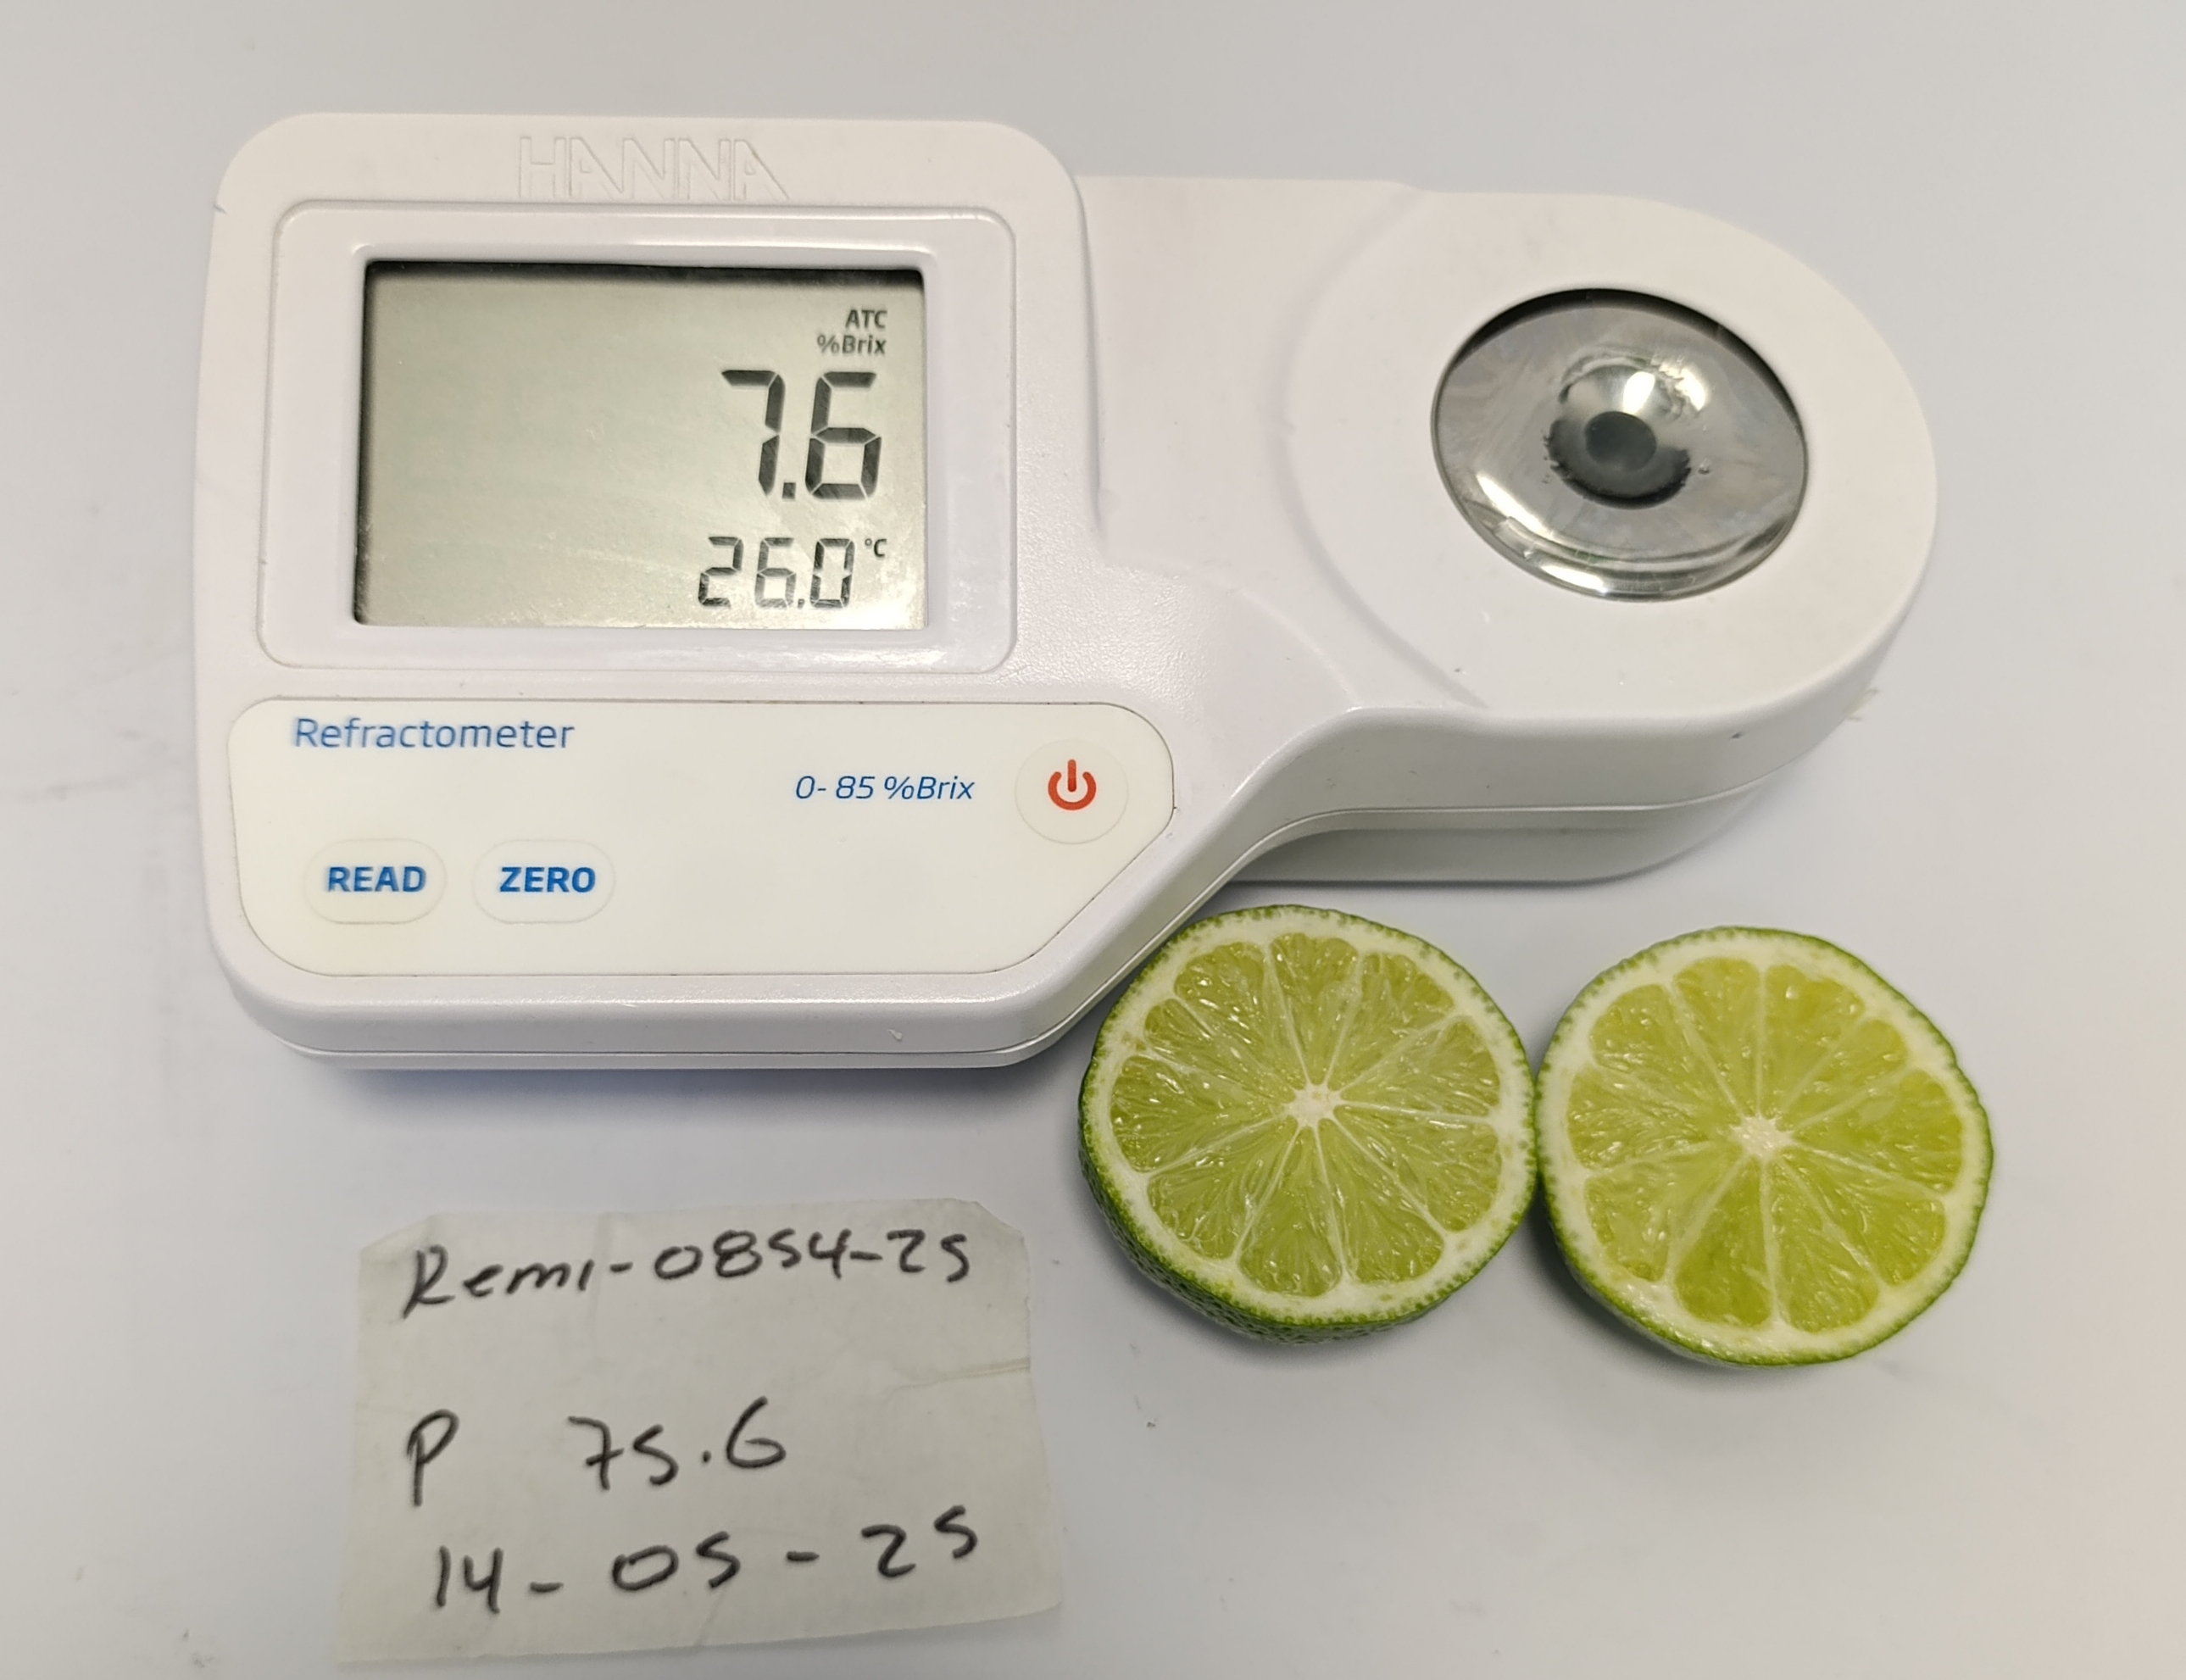 HANNA
ATC
%Brix
7.6
26.0 °C
Refractometer
0-85 %Brix
READ ZERO
Remi-0854-25
P 75.6
14-05-25